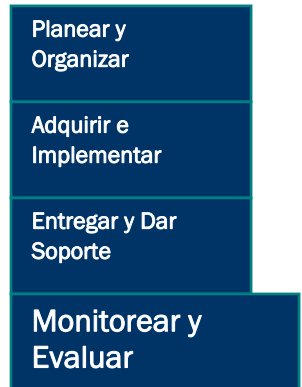 Planear y
Organizar
Adquirir e
Implementar
Entregar y Dar
Soporte
Monitorear y
Evaluar